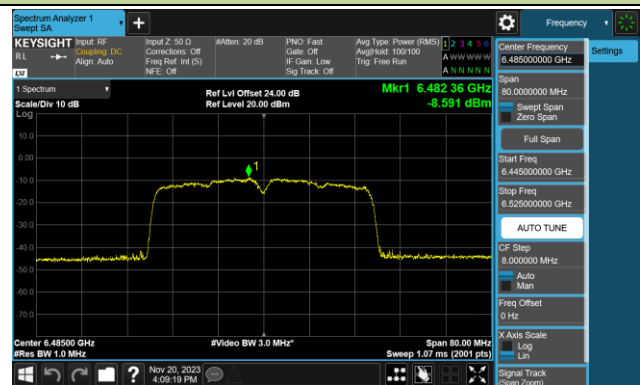 Spectrum Analyzer 1
Swept SA
Frequency
KEYSIGHT
Input: RF
Input Z: 50 Ω
#Atten: 20 dB
PNO: Fast
Avg Type: Power (RMS)
1 2 3 4 5 6
Coupling: DC
Corrections: Off
Gate: Off
Avg|Hold: 100/100
A W W W W W
R L
Align: Auto
Freq Ref: Int (S)
IF Gain: Low
Trig: Free Run
NFE: Off
Sig Track: Off
A N N N N N
LXI
Center Frequency
6.485000000 GHz
Settings
Span
80.0000000 MHz
Swept Span
Zero Span
Full Span
Start Freq
6.445000000 GHz
Stop Freq
6.525000000 GHz
AUTO TUNE
CF Step
8.000000 MHz
Auto
Man
Freq Offset
0 Hz
X Axis Scale
Log
Lin
Signal Track
(Span Zoom)
1 Spectrum
Ref Lvl Offset 24.00 dB
Mkr1 6.482 36 GHz
Scale/Div 10 dB
Ref Level 20.00 dBm
-8.591 dBm
Log
10.0
0.00
-10.0
-20.0
-30.0
-40.0
-50.0
-60.0
-70.0
1
Center 6.48500 GHz
#Video BW 3.0 MHz*
Span 80.00 MHz
#Res BW 1.0 MHz
Sweep 1.07 ms (2001 pts)
Nov 20, 2023
4:09:19 PM